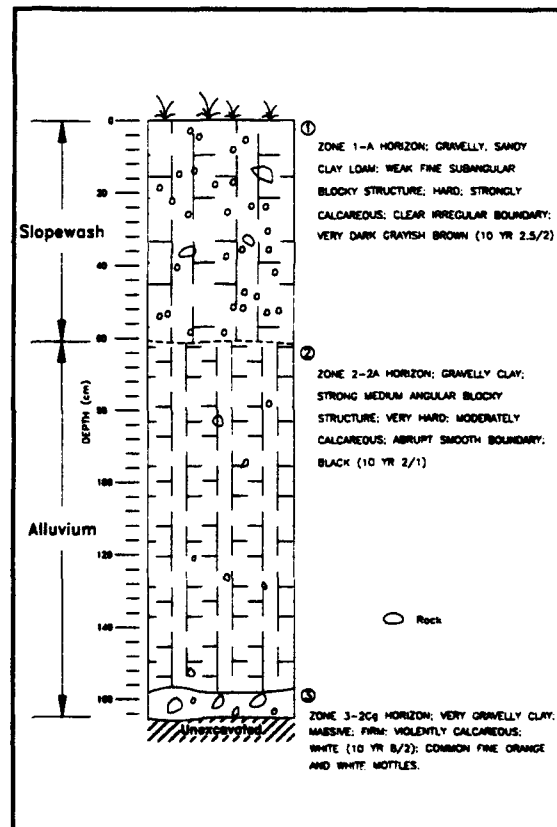 0
①
ZONE 1-A HORIZON; GRAVELLY, SANDY
CLAY LOAM; WEAK FINE SUBANGULAR
BLOCKY STRUCTURE; HARD; STRONGLY
CALCAREOUS; CLEAR IRREGULAR BOUNDARY;
VERY DARK GRAYISH BROWN (10 YR 2.5/2)
20
Slopewash
40
60
②
ZONE 2-2A HORIZON; GRAVELLY CLAY;
STRONG MEDIUM ANGULAR BLOCKY
STRUCTURE; VERY HARD; MODERATELY
CALCAREOUS; ABRUPT SMOOTH BOUNDARY;
BLACK (10 YR 2/1)
DEPTH (cm)
80
100
Alluvium
120
140
Rock
160
③
ZONE 3-2Cg HORIZON; VERY GRAVELLY CLAY;
MASSIVE; FIRM; VIOLENTLY CALCAREOUS;
WHITE (10 YR 8/2); COMMON FINE ORANGE
AND WHITE MOTTLES.
Unexcavated